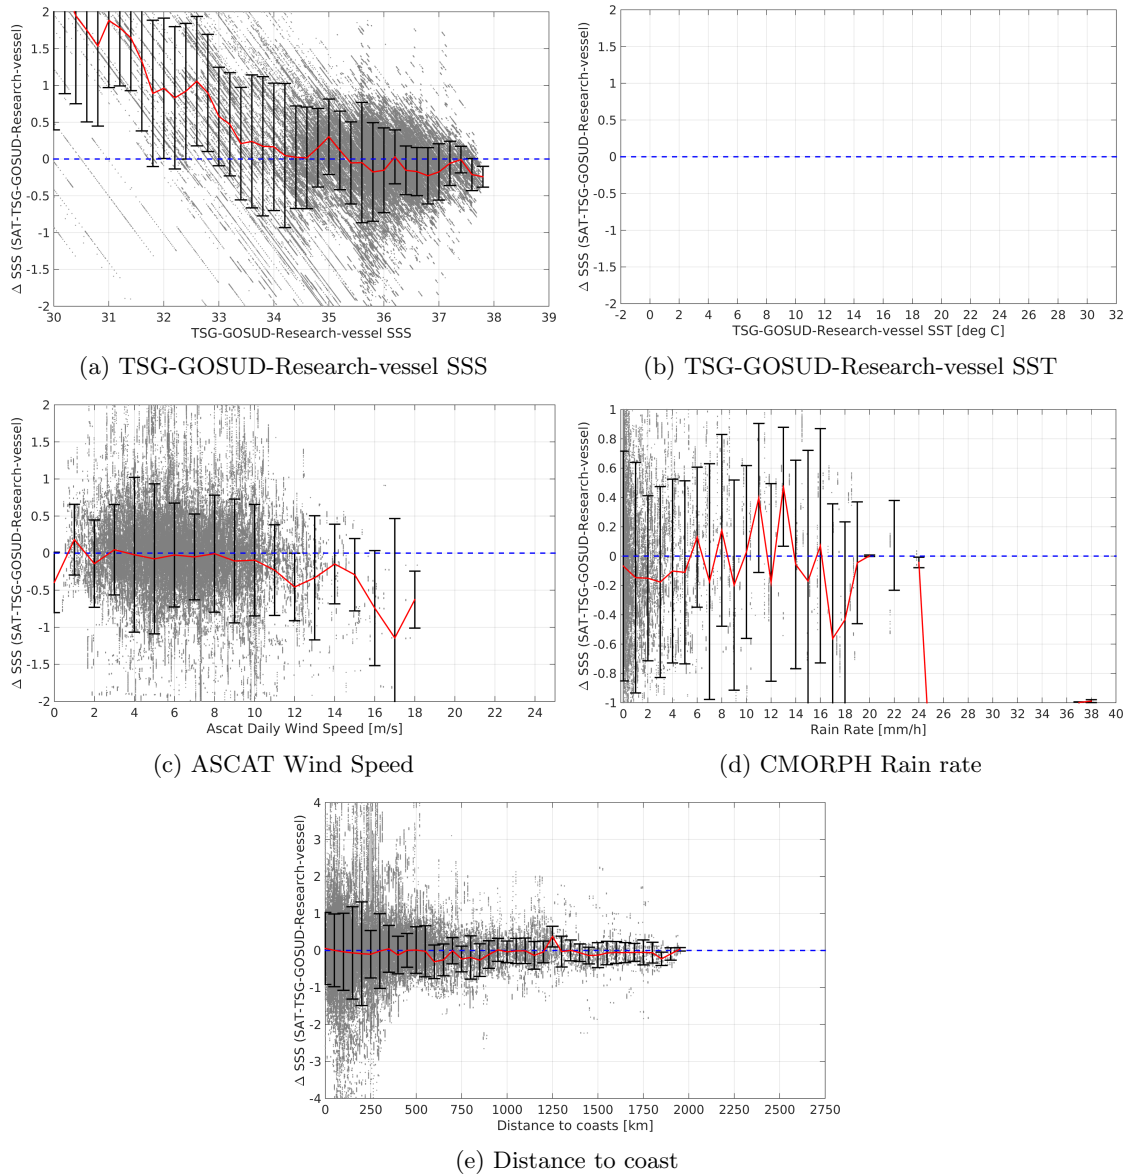 Δ SSS (SAT-TSG-GOSUD-Research-vessel)
2
1.5
1
0.5
0
-0.5
-1
-1.5
-2
30 31 32 33 34 35 36 37 38 39
TSG-GOSUD-Research-vessel SSS
(a) TSG-GOSUD-Research-vessel SSS
Δ SSS (SAT-TSG-GOSUD-Research-vessel)
2
1.5
1
0.5
0
-0.5
-1
-1.5
-2
-2 0 2 4 6 8 10 12 14 16 18 20 22 24 26 28 30 32
TSG-GOSUD-Research-vessel SST [deg C]
(b) TSG-GOSUD-Research-vessel SST
Δ SSS (SAT-TSG-GOSUD-Research-vessel)
2
1.5
1
0.5
0
-0.5
-1
-1.5
-2
0 2 4 6 8 10 12 14 16 18 20 22 24
Ascat Daily Wind Speed [m/s]
(c) ASCAT Wind Speed
Δ SSS (SAT-TSG-GOSUD-Research-vessel)
1
0.8
0.6
0.4
0.2
0
-0.2
-0.4
-0.6
-0.8
-1
0 2 4 6 8 10 12 14 16 18 20 22 24 26 28 30 32 34 36 38 40
Rain Rate [mm/h]
(d) CMORPH Rain rate
Δ SSS (SAT-TSG-GOSUD-Research-vessel)
4
3
2
1
0
-1
-2
-3
-4
0 250 500 750 1000 1250 1500 1750 2000 2250 2500 2750
Distance to coasts [km]
(e) Distance to coast